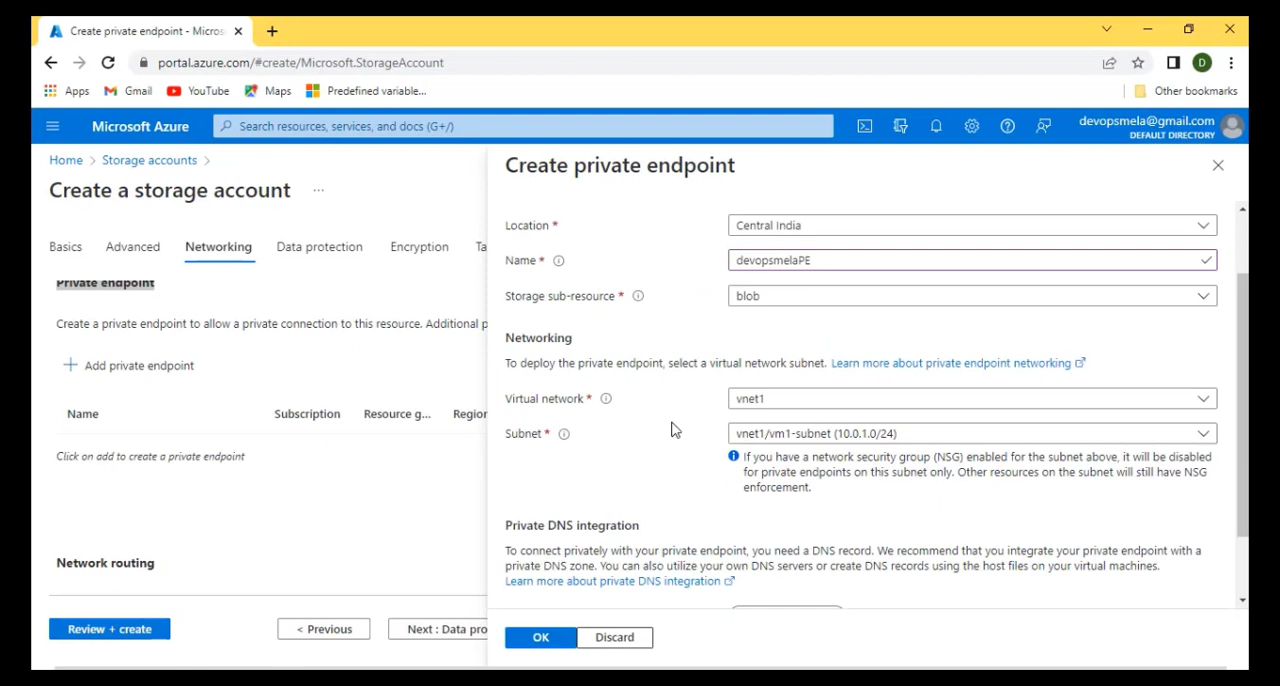 Create private endpoint - Micros
portal.azure.com/#create/Microsoft.StorageAccount
D
Apps
Gmail
YouTube
Maps
Predefined variable...
Other bookmarks
Microsoft Azure
Search resources, services, and docs (G+/)
devopsmela@gmail.com
DEFAULT DIRECTORY
Home > Storage accounts >
Create a storage account ...
Basics
Advanced
Networking
Data protection
Encryption
Ta
Private endpoint
Create a private endpoint to allow a private connection to this resource. Additional p
+ Add private endpoint
Name
Subscription
Resource g...
Region
Click on add to create a private endpoint
Network routing
Review + create
< Previous
Next : Data pro
Create private endpoint
Location *
Central India
Name *
devopsmelaPE
Storage sub-resource *
blob
Networking
To deploy the private endpoint, select a virtual network subnet. Learn more about private endpoint networking
Virtual network *
vnet1
Subnet *
vnet1/vm1-subnet (10.0.1.0/24)
If you have a network security group (NSG) enabled for the subnet above, it will be disabled
for private endpoints on this subnet only. Other resources on the subnet will still have NSG
enforcement.
Private DNS integration
To connect privately with your private endpoint, you need a DNS record. We recommend that you integrate your private endpoint with a
private DNS zone. You can also utilize your own DNS servers or create DNS records using the host files on your virtual machines.
Learn more about private DNS integration
OK
Discard